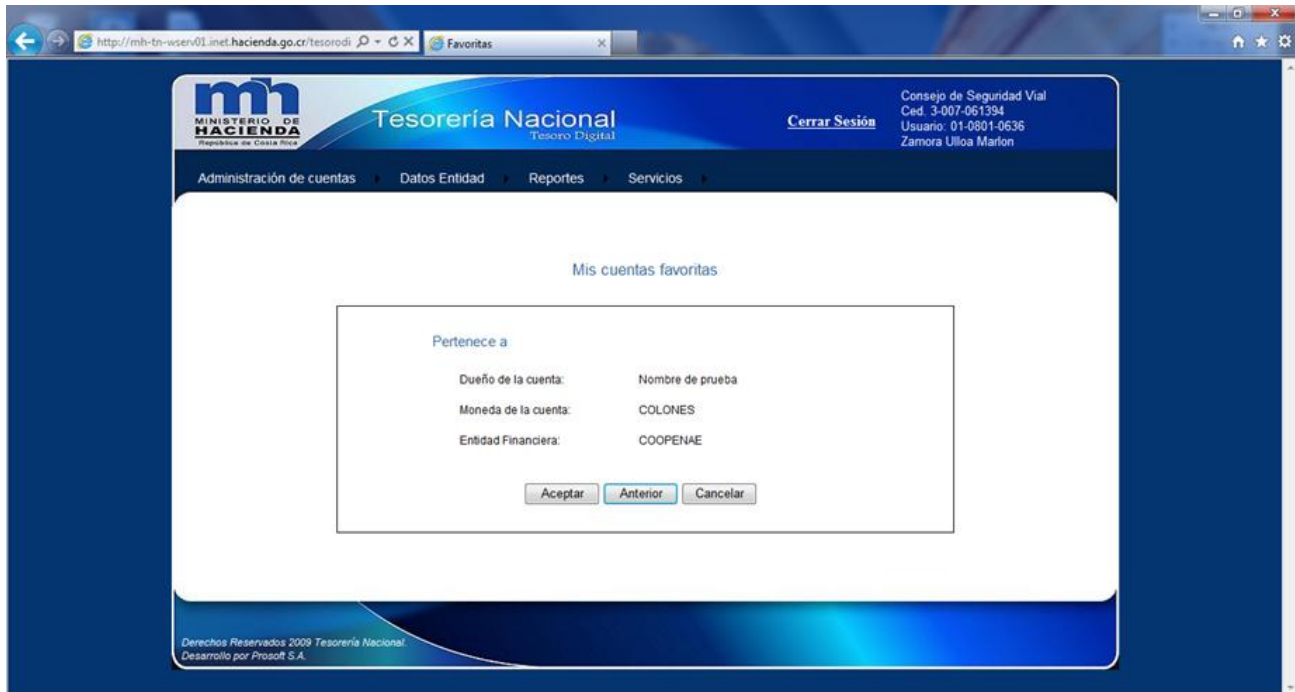 http://mh-tn-wserv01.inet.hacienda.go.cr/tesorodi
Favoritas
mh
MINISTERIO DE
HACIENDA
República de Costa Rica
Tesorería Nacional
Tesoro Digital
Cerrar Sesión
Consejo de Seguridad Vial
Ced. 3-007-061394
Usuario: 01-0801-0636
Zamora Ulloa Marlon
Administración de cuentas Datos Entidad Reportes Servicios
Mis cuentas favoritas
Pertenece a
Dueño de la cuenta: Nombre de prueba
Moneda de la cuenta: COLONES
Entidad Financiera: COOPENAE
Aceptar Anterior Cancelar
Derechos Reservados 2009 Tesorería Nacional.
Desarrollo por Prosoft S.A.